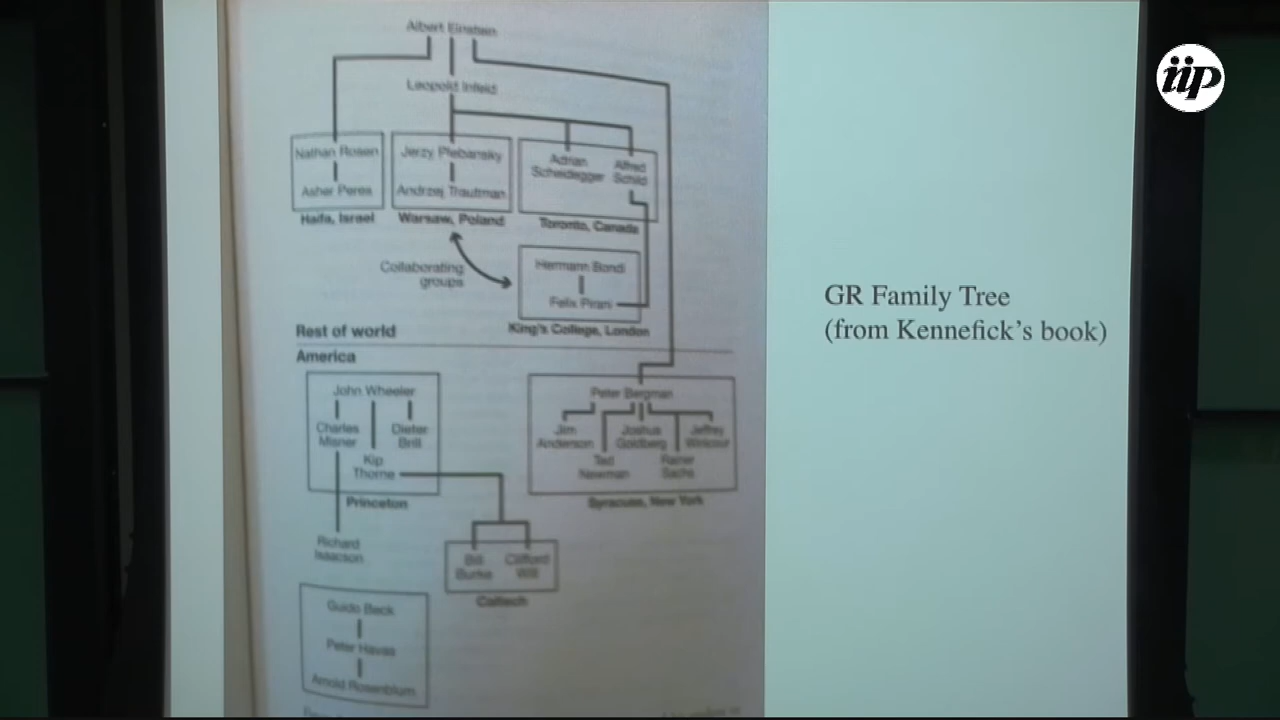 iip
Albert Einstein
Leopold Infeld
Nathan Rosen
Asher Peres
Haifa, Israel
Jerzy Plebansky
Andrzej Trautman
Warsaw, Poland
Adrian
Scheidegger
Alfred
Schild
Toronto, Canada
Collaborating
groups
Hermann Bondi
Felix Pirani
King's College, London
Rest of world
America
John Wheeler
Charles
Misner
Dieter
Brill
Kip
Thorne
Princeton
Peter Bergman
Jim
Anderson
Joshua
Goldberg
Jeffrey
Winicour
Ted
Newman
Rainer
Sachs
Syracuse, New York
Richard
Isaacson
Bill
Burke
Clifford
Will
Caltech
Guido Beck
Peter Havas
Arnold Rosenblum
GR Family Tree
(from Kennefick's book)